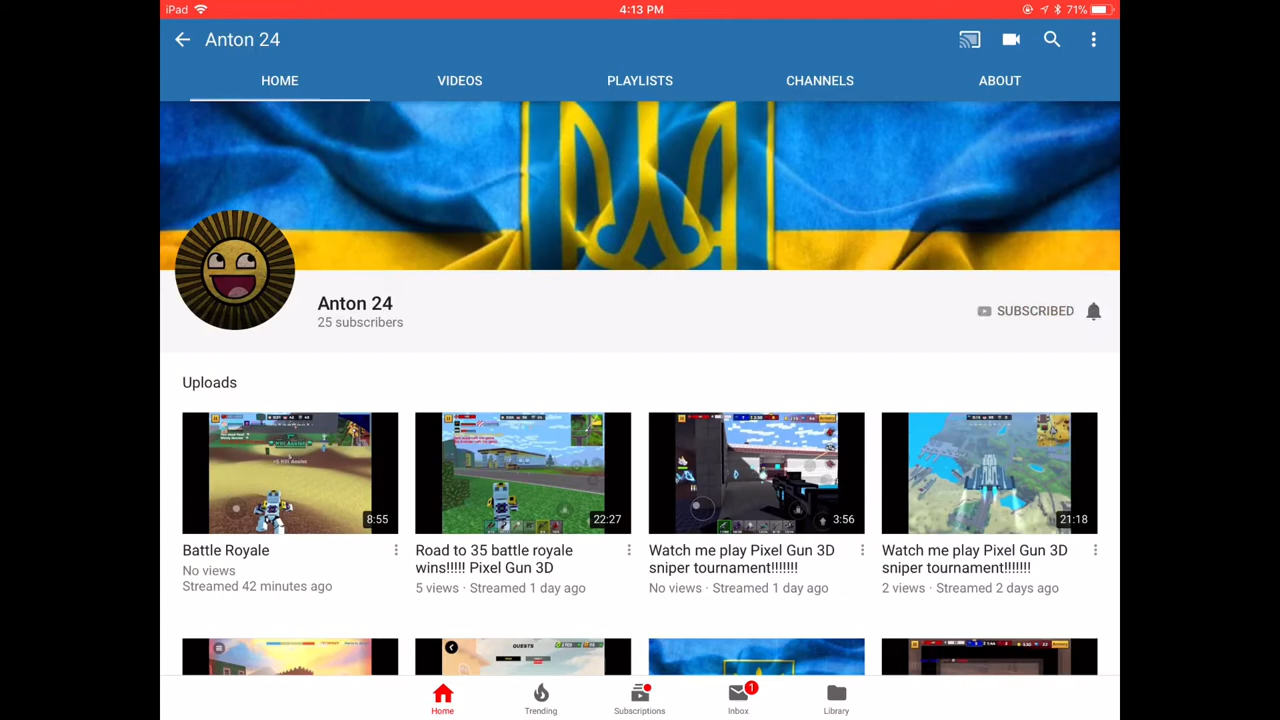 iPad 4:13 PM 71%
Anton 24
HOME VIDEOS PLAYLISTS CHANNELS ABOUT
Anton 24
25 subscribers
SUBSCRIBED
Uploads
8:55 22:27 3:56 21:18
Battle Royale
No views
Streamed 42 minutes ago
Road to 35 battle royale
wins!!!!! Pixel Gun 3D
5 views · Streamed 1 day ago
Watch me play Pixel Gun 3D
sniper tournament!!!!!!!
No views · Streamed 1 day ago
Watch me play Pixel Gun 3D
sniper tournament!!!!!!!
2 views · Streamed 2 days ago
QUESTS
1
Home Trending Subscriptions Inbox Library